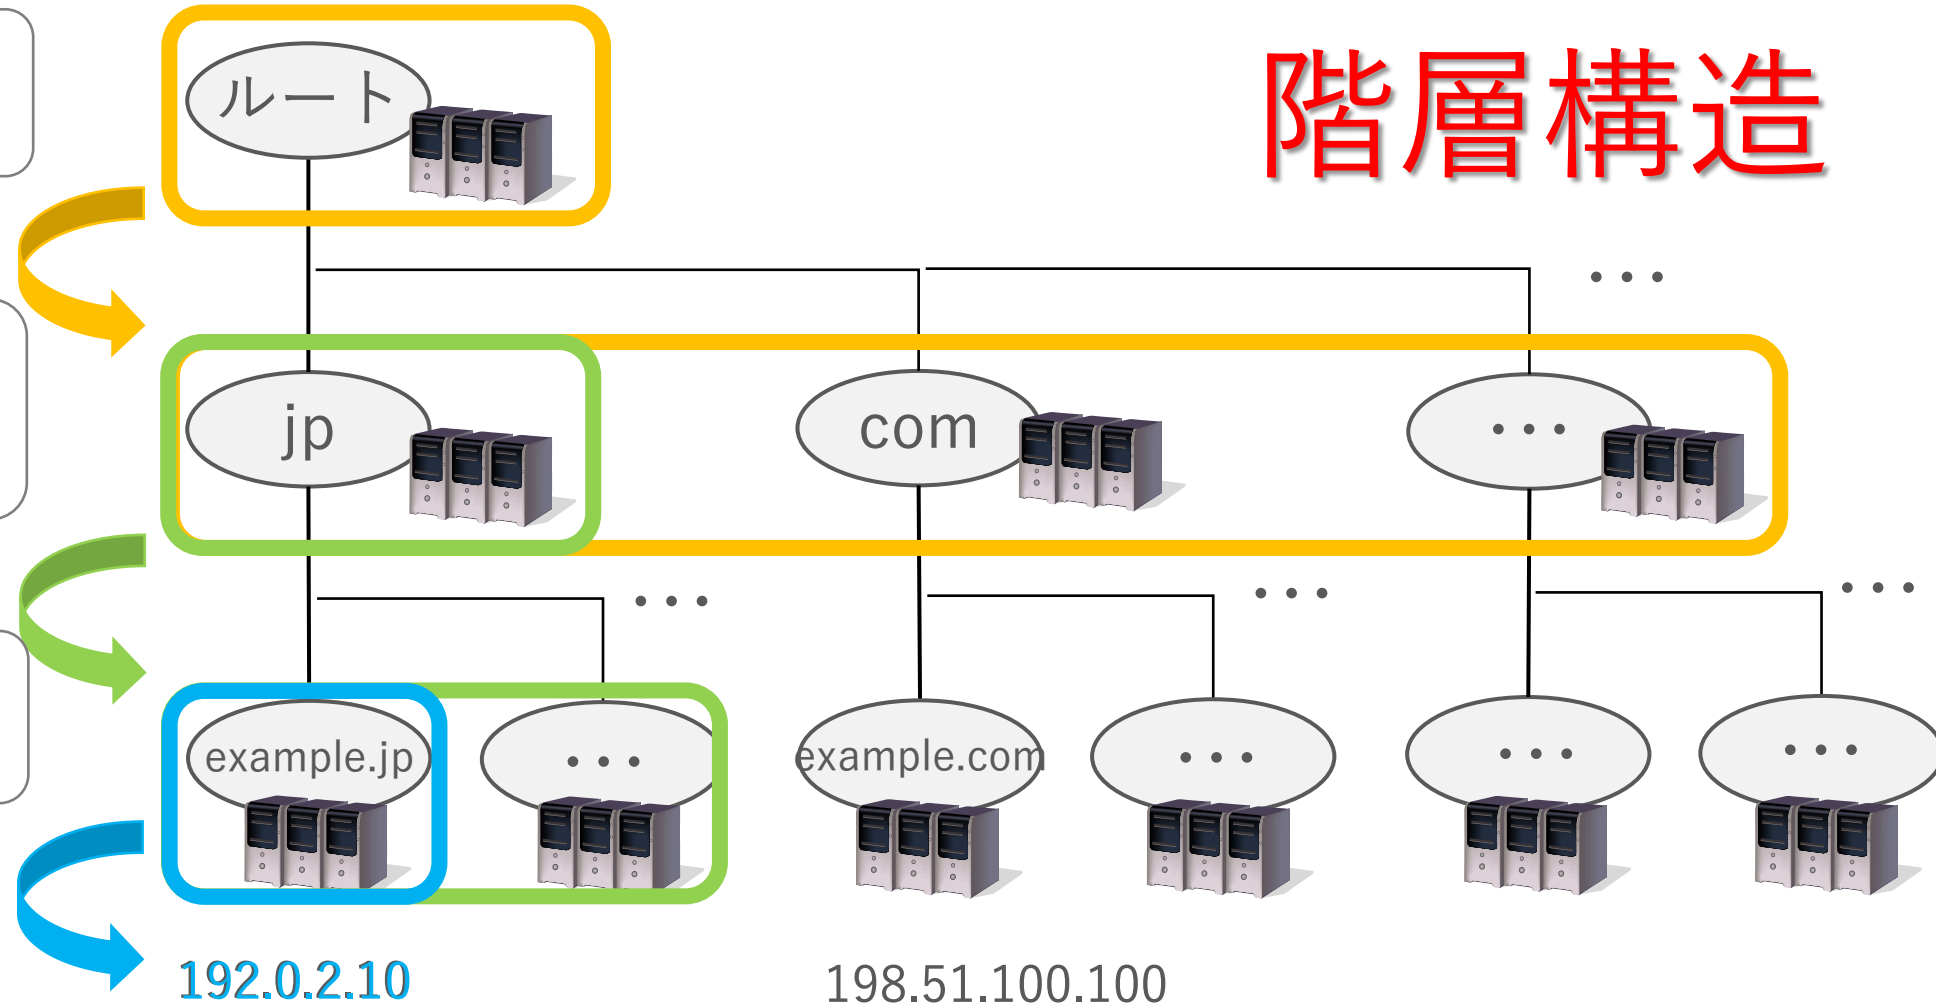 階層構造
ルート
・・・
jp
com
・・・
・・・
・・・
・・・
example.jp
・・・
example.com
・・・
・・・
・・・
192.0.2.10
198.51.100.100